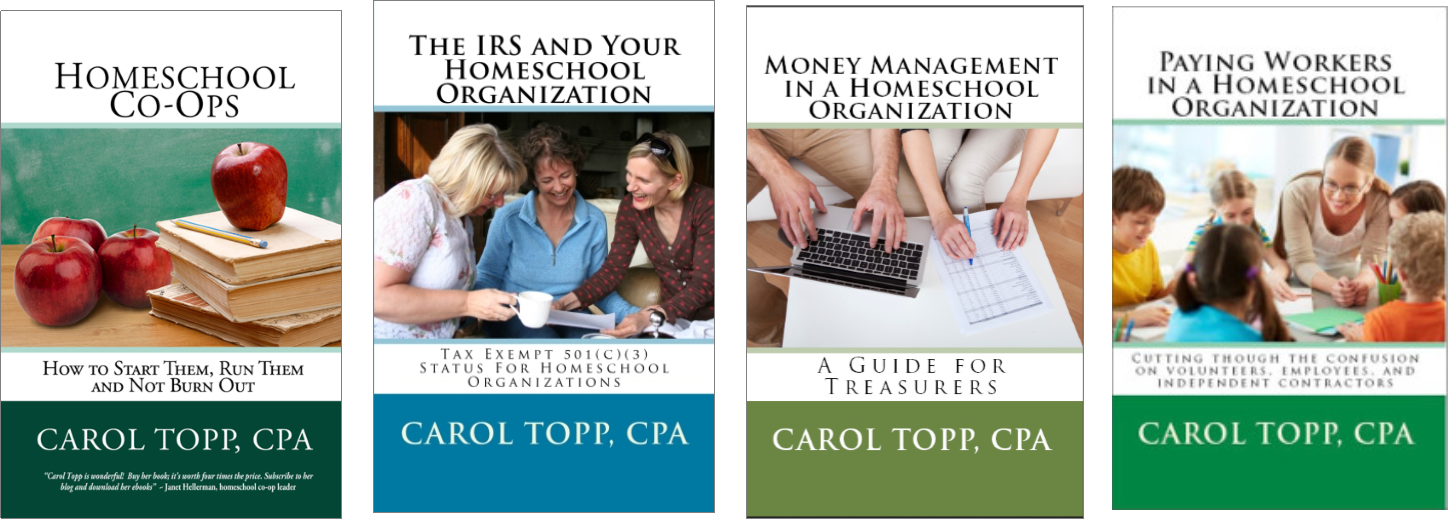 HOMESCHOOL
CO-OPS
HOW TO START THEM, RUN THEM
AND NOT BURN OUT
CAROL TOPP, CPA
"Carol Topp is wonderful! Buy her book; it's worth four times the price. Subscribe to her
blog and download her ebooks" ~ Janet Hellerman, homeschool co-op leader
THE IRS AND YOUR
HOMESCHOOL
ORGANIZATION
TAX EXEMPT 501(C)(3)
STATUS FOR HOMESCHOOL
ORGANIZATIONS
CAROL TOPP, CPA
MONEY MANAGEMENT
IN A HOMESCHOOL
ORGANIZATION
A GUIDE FOR
TREASURERS
CAROL TOPP, CPA
PAYING WORKERS
IN A HOMESCHOOL
ORGANIZATION
CUTTING THOUGH THE CONFUSION
ON VOLUNTEERS, EMPLOYEES, AND
INDEPENDENT CONTRACTORS
CAROL TOPP, CPA